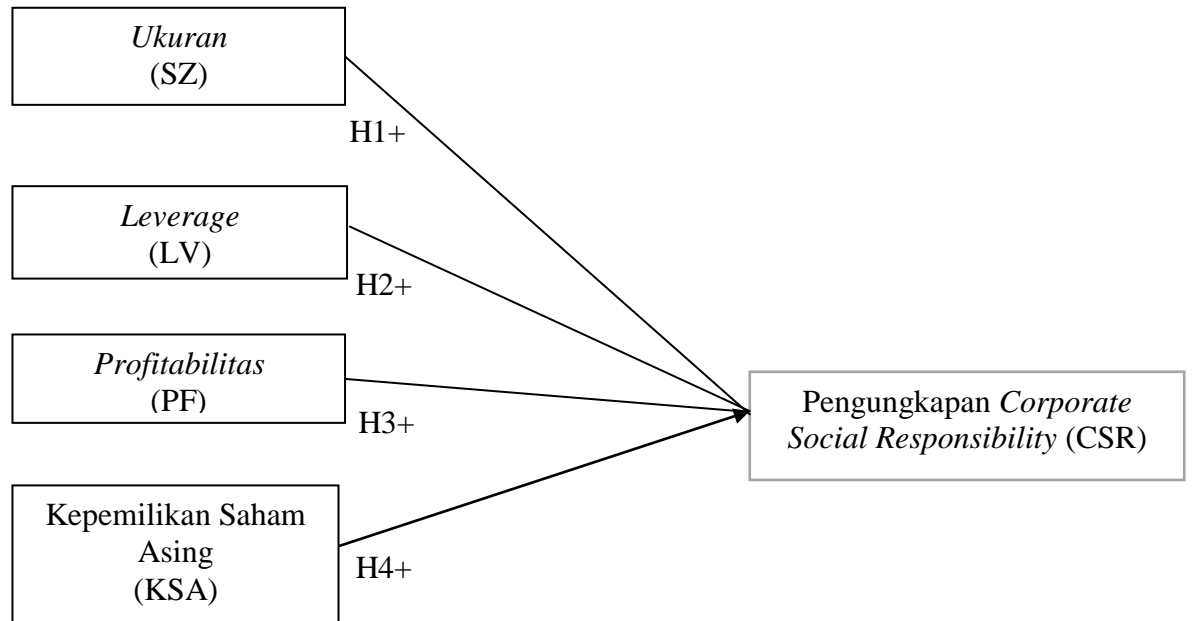 Ukuran
(SZ)
H1+
Leverage
(LV)
H2+
Profitabilitas
(PF)
H3+
Kepemilikan Saham
Asing
(KSA)
H4+
Pengungkapan Corporate
Social Responsibility (CSR)